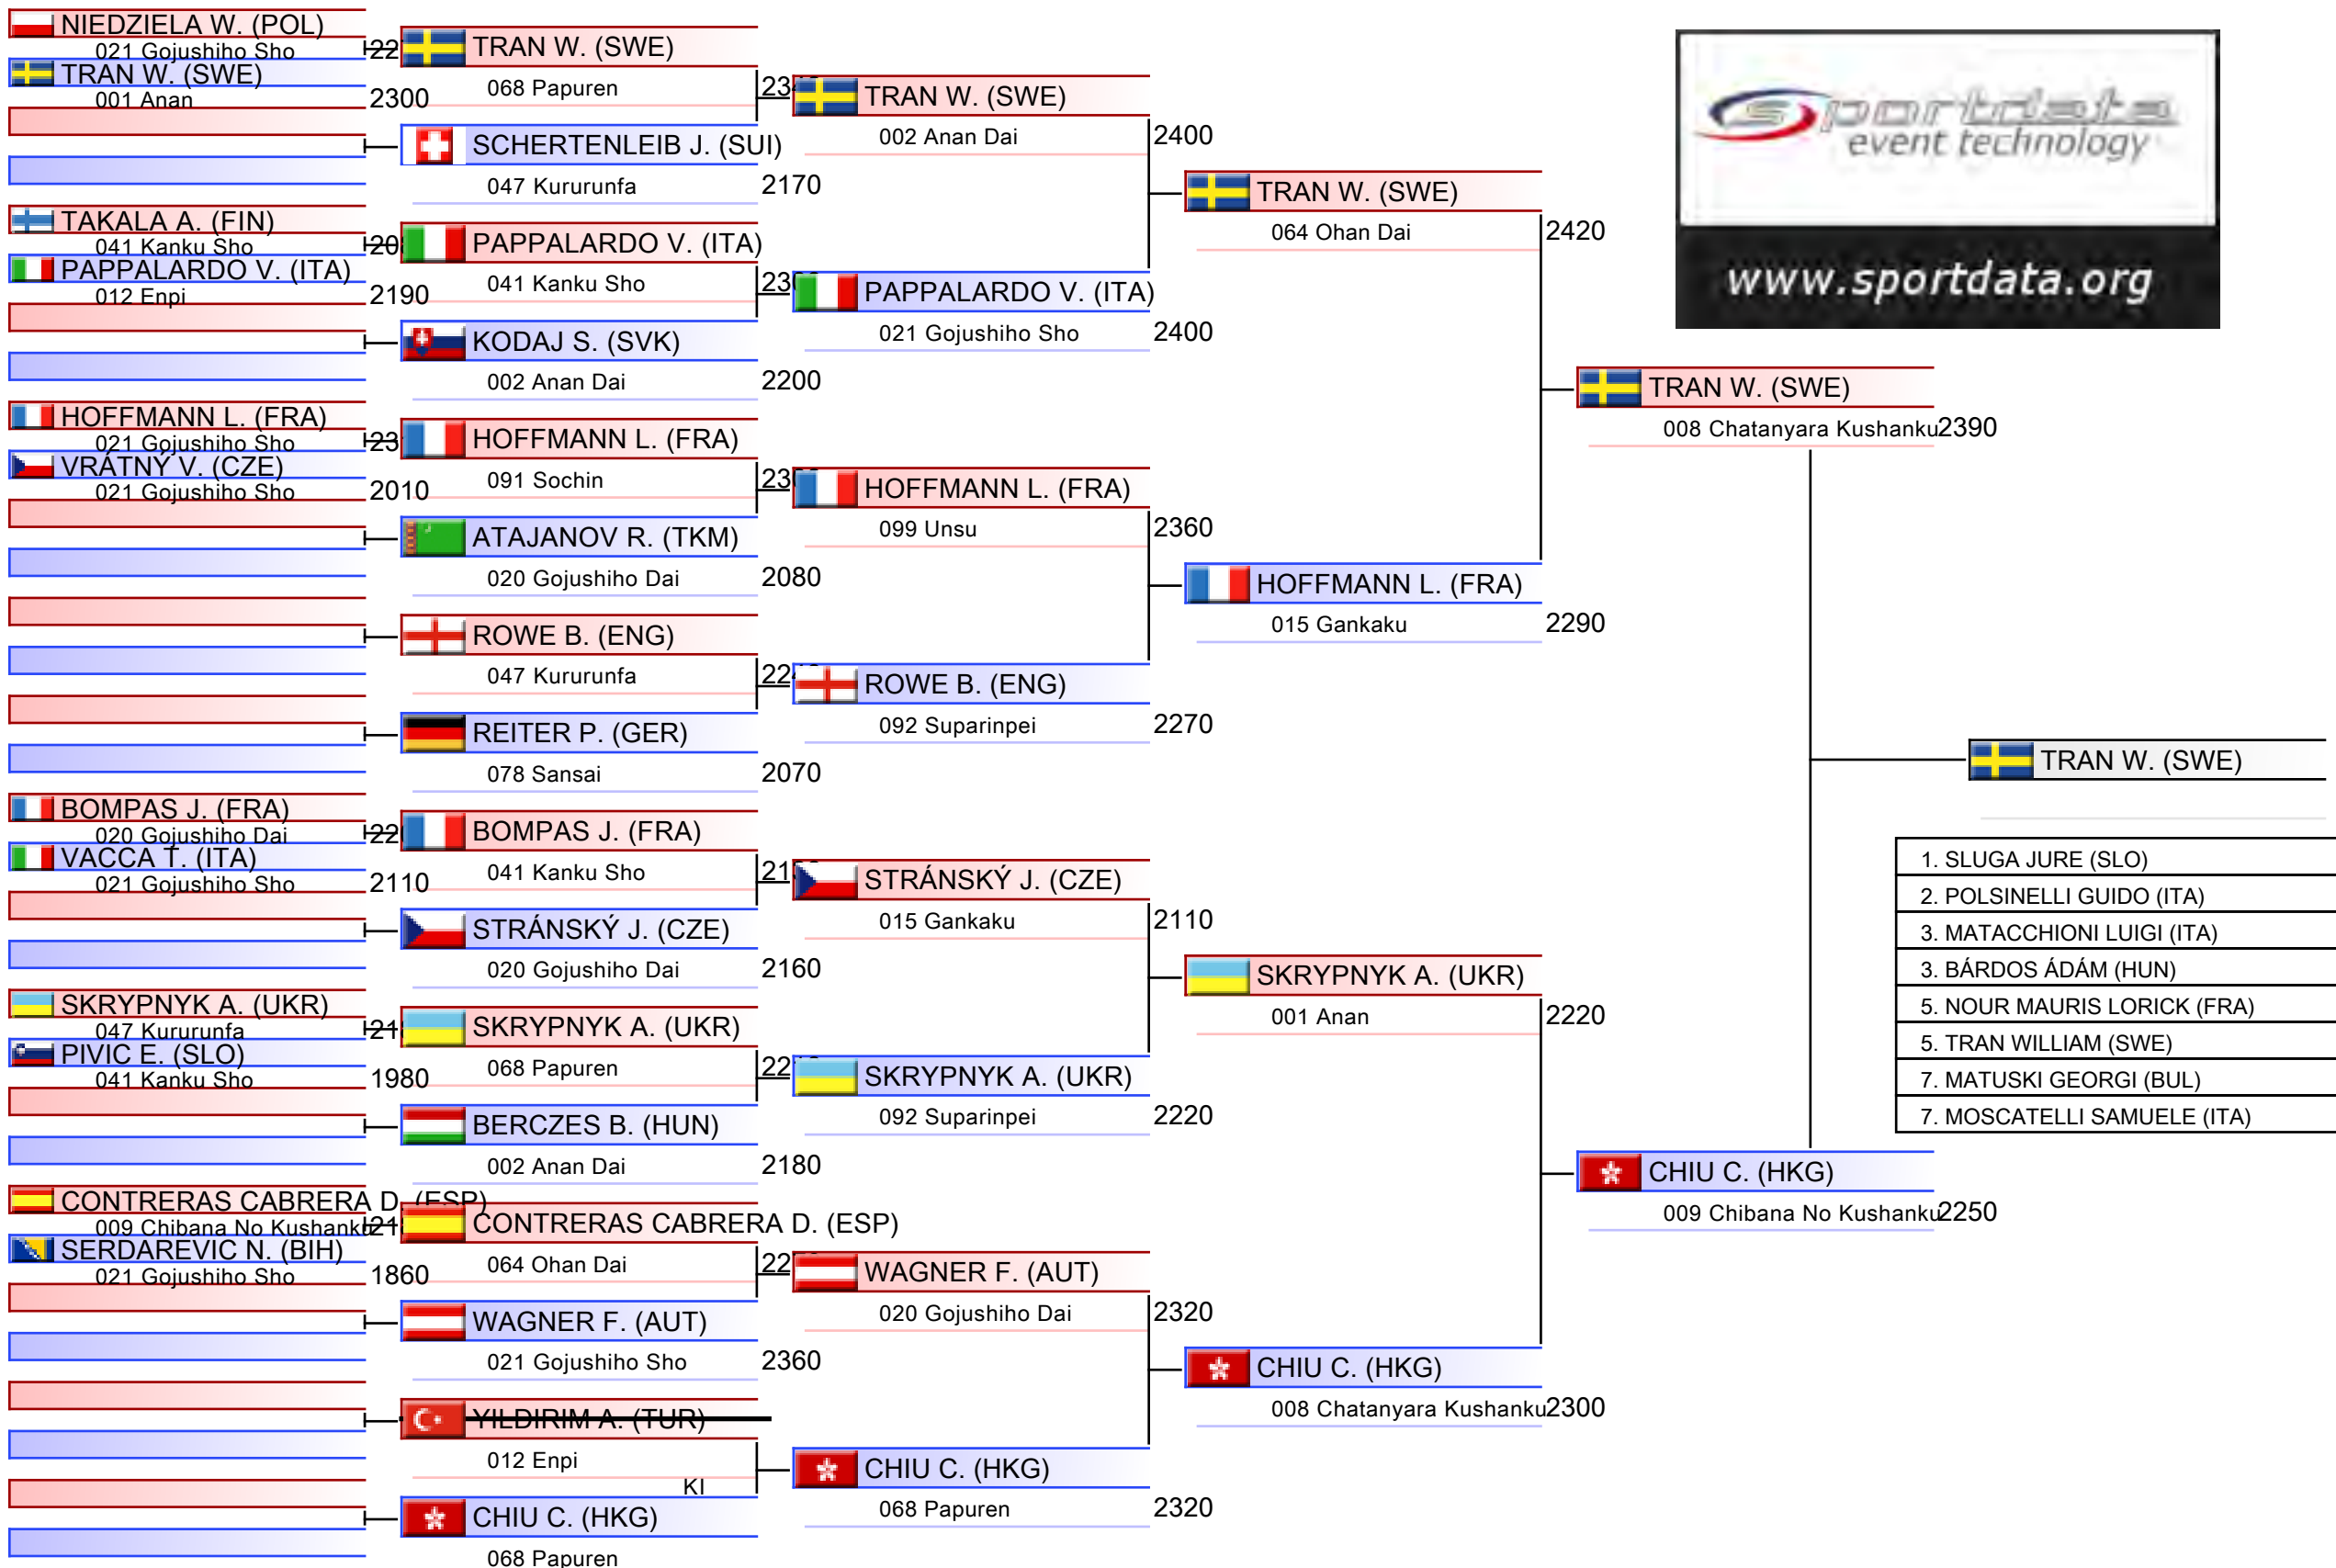 NIEDZIELA W. (POL)
021 Gojushiho Sho
TRAN W. (SWE)
001 Anan
2300
TAKALA A. (FIN)
041 Kanku Sho
PAPPALARDO V. (ITA)
012 Enpi
2190
HOFFMANN L. (FRA)
021 Gojushiho Sho
VRÁTNÝ V. (CZE)
021 Gojushiho Sho
2010
BOMPAS J. (FRA)
020 Gojushiho Dai
VACCA T. (ITA)
021 Gojushiho Sho
2110
SKRYPNYK A. (UKR)
047 Kururunfa
PIVIC E. (SLO)
041 Kanku Sho
1980
CONTRERAS CABRERA D. (ESP)
009 Chibana No Kushanku
SERDAREVIC N. (BIH)
021 Gojushiho Sho
1860
TRAN W. (SWE)
068 Papuren
SCHERTENLEIB J. (SUI)
047 Kururunfa
2170
PAPPALARDO V. (ITA)
041 Kanku Sho
KODAJ S. (SVK)
002 Anan Dai
2200
HOFFMANN L. (FRA)
091 Sochin
ATAJANOV R. (TKM)
020 Gojushiho Dai
2080
ROWE B. (ENG)
047 Kururunfa
REITER P. (GER)
078 Sansai
2070
BOMPAS J. (FRA)
041 Kanku Sho
STRÁNSKÝ J. (CZE)
020 Gojushiho Dai
2160
SKRYPNYK A. (UKR)
068 Papuren
BERCZES B. (HUN)
002 Anan Dai
2180
CONTRERAS CABRERA D. (ESP)
064 Ohan Dai
WAGNER F. (AUT)
021 Gojushiho Sho
2360
YILDIRIM A. (TUR)
012 Enpi
KI
CHIU C. (HKG)
068 Papuren
TRAN W. (SWE)
002 Anan Dai
2400
PAPPALARDO V. (ITA)
021 Gojushiho Sho
2400
HOFFMANN L. (FRA)
099 Unsu
2360
ROWE B. (ENG)
092 Suparinpei
2270
STRÁNSKÝ J. (CZE)
015 Gankaku
2110
SKRYPNYK A. (UKR)
092 Suparinpei
2220
WAGNER F. (AUT)
020 Gojushiho Dai
2320
CHIU C. (HKG)
068 Papuren
2320
TRAN W. (SWE)
064 Ohan Dai
2420
HOFFMANN L. (FRA)
015 Gankaku
2290
SKRYPNYK A. (UKR)
001 Anan
2220
CHIU C. (HKG)
008 Chatanyara Kushanku
2300
TRAN W. (SWE)
008 Chatanyara Kushanku
2390
CHIU C. (HKG)
009 Chibana No Kushanku
2250
TRAN W. (SWE)
sportdata
event technology
www.sportdata.org
1. SLUGA JURE (SLO)
2. POLSINELLI GUIDO (ITA)
3. MATACCHIONI LUIGI (ITA)
3. BÁRDOS ÁDÁM (HUN)
5. NOUR MAURIS LORICK (FRA)
5. TRAN WILLIAM (SWE)
7. MATUSKI GEORGI (BUL)
7. MOSCATELLI SAMUELE (ITA)